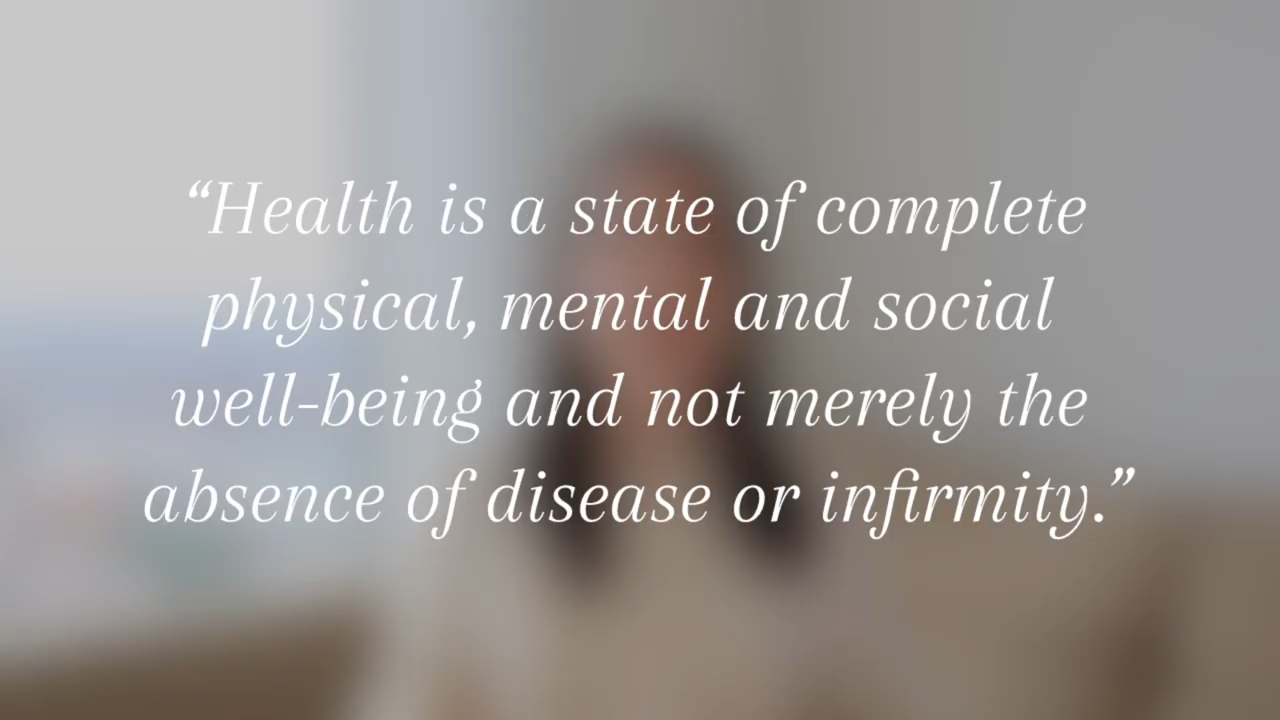 “Health is a state of complete
physical, mental and social
well-being and not merely the
absence of disease or infirmity.”